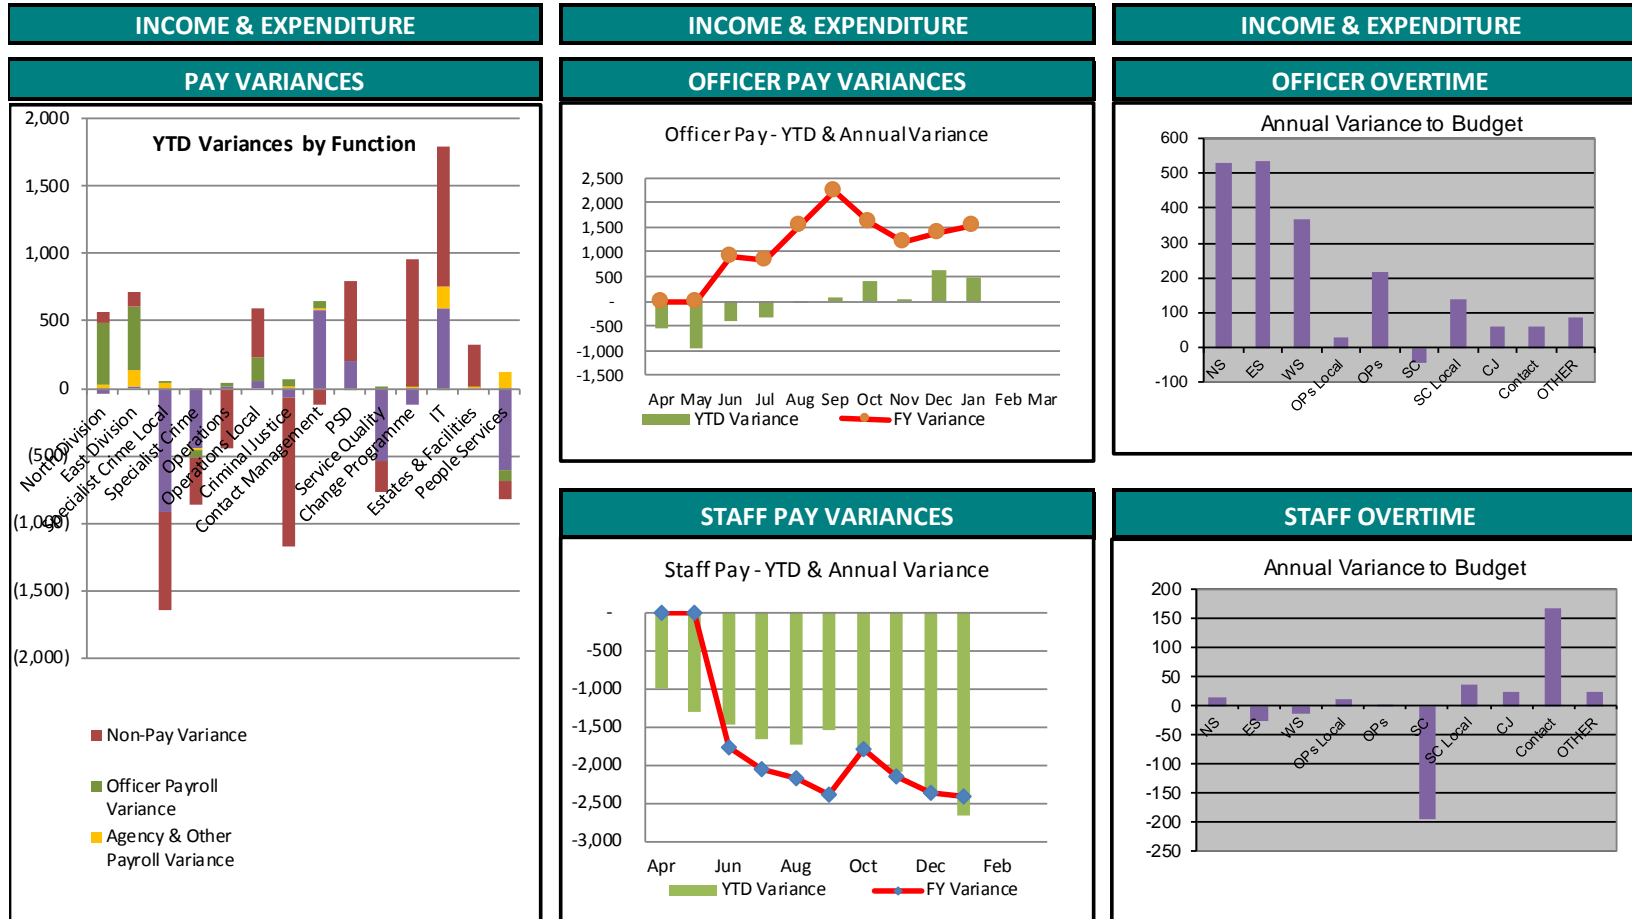 INCOME & EXPENDITURE
PAY VARIANCES
YTD Variances by Function
2,000
1,500
1,000
500
0
(500)
(1,000)
(1,500)
(2,000)
North Division
East Division
Specialist Crime Local
Specialist Crime
Operations
Operations Local
Criminal Justice
Contact Management
PSD
Service Quality
Change Programme
IT
Estates & Facilities
People Services
Non-Pay Variance
Officer Payroll
Variance
Agency & Other
Payroll Variance
INCOME & EXPENDITURE
OFFICER PAY VARIANCES
Officer Pay - YTD & Annual Variance
2,500
2,000
1,500
1,000
500
-
-500
-1,000
-1,500
Apr May Jun Jul Aug Sep Oct Nov Dec Jan Feb Mar
YTD Variance FY Variance
STAFF PAY VARIANCES
Staff Pay - YTD & Annual Variance
-
-500
-1,000
-1,500
-2,000
-2,500
-3,000
Apr Jun Aug Oct Dec Feb
YTD Variance FY Variance
INCOME & EXPENDITURE
OFFICER OVERTIME
Annual Variance to Budget
600
500
400
300
200
100
0
-100
NS
ES
WS
OPs Local
OPs
SC
SC Local
CJ
Contact
OTHER
STAFF OVERTIME
Annual Variance to Budget
200
150
100
50
0
-50
-100
-150
-200
-250
NS
ES
WS
OPs Local
OPs
SC
SC Local
CJ
Contact
OTHER